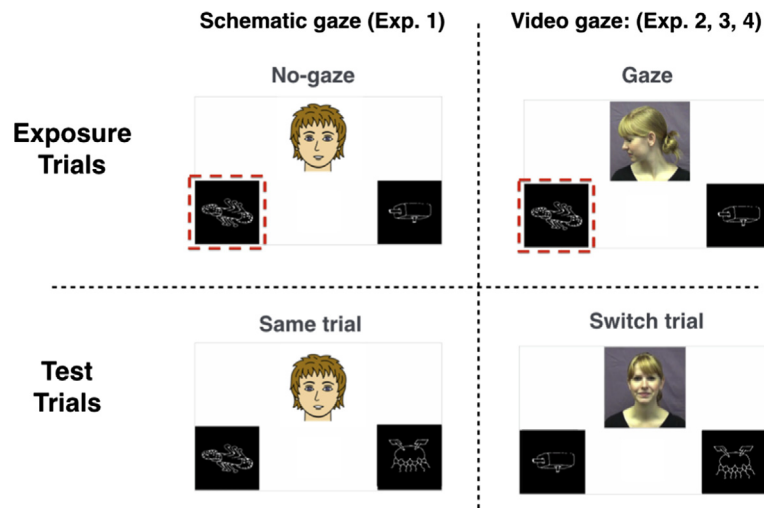 Schematic gaze (Exp. 1)
Video gaze: (Exp. 2, 3, 4)
No-gaze
Gaze
Exposure
Trials
Same trial
Switch trial
Test
Trials